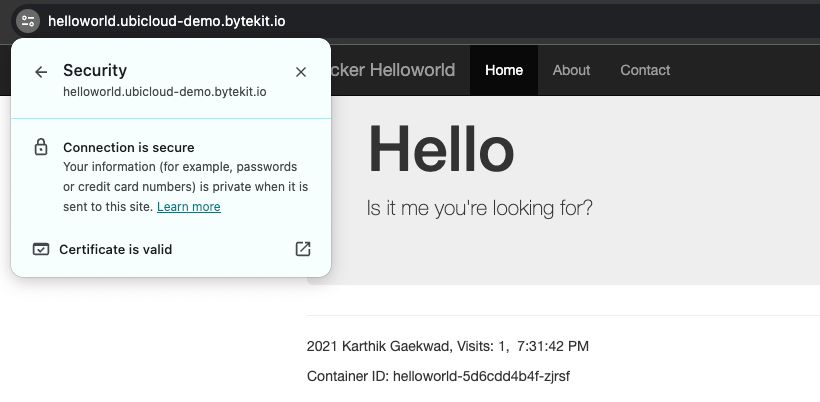 helloworld.ubicloud-demo.bytekit.io
Security
helloworld.ubicloud-demo.bytekit.io
Connection is secure
Your information (for example, passwords
or credit card numbers) is private when it is
sent to this site. Learn more
Certificate is valid
cker Helloworld Home About Contact
Hello
Is it me you're looking for?
2021 Karthik Gaekwad, Visits: 1, 7:31:42 PM
Container ID: helloworld-5d6cdd4b4f-zjrsf